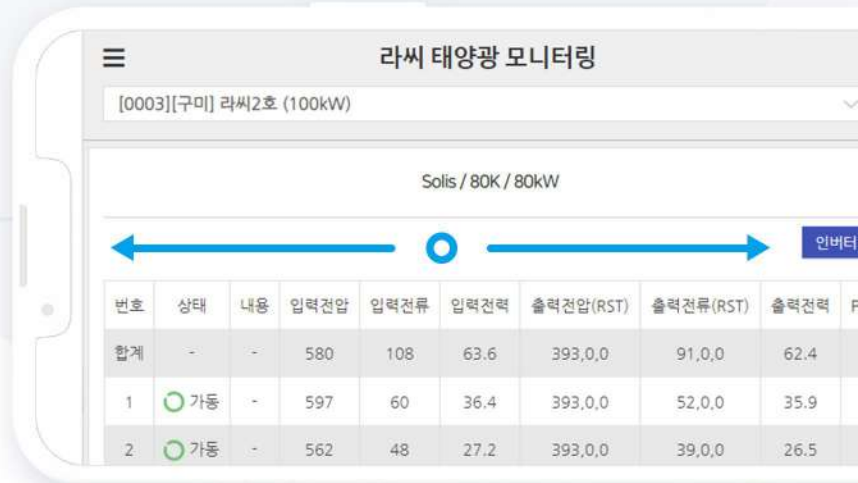 라씨 태양광 모니터링
[0003][구미] 라씨2호 (100kW)
Solis / 80K / 80kW
인버터
번호 상태 내용 입력전압 입력전류 입력전력 출력전압(RST) 출력전류(RST) 출력전력
합계 - - 580 108 63.6 393,0,0 91,0,0 62.4
1 가동 - 597 60 36.4 393,0,0 52,0,0 35.9
2 가동 - 562 48 27.2 393,0,0 39,0,0 26.5